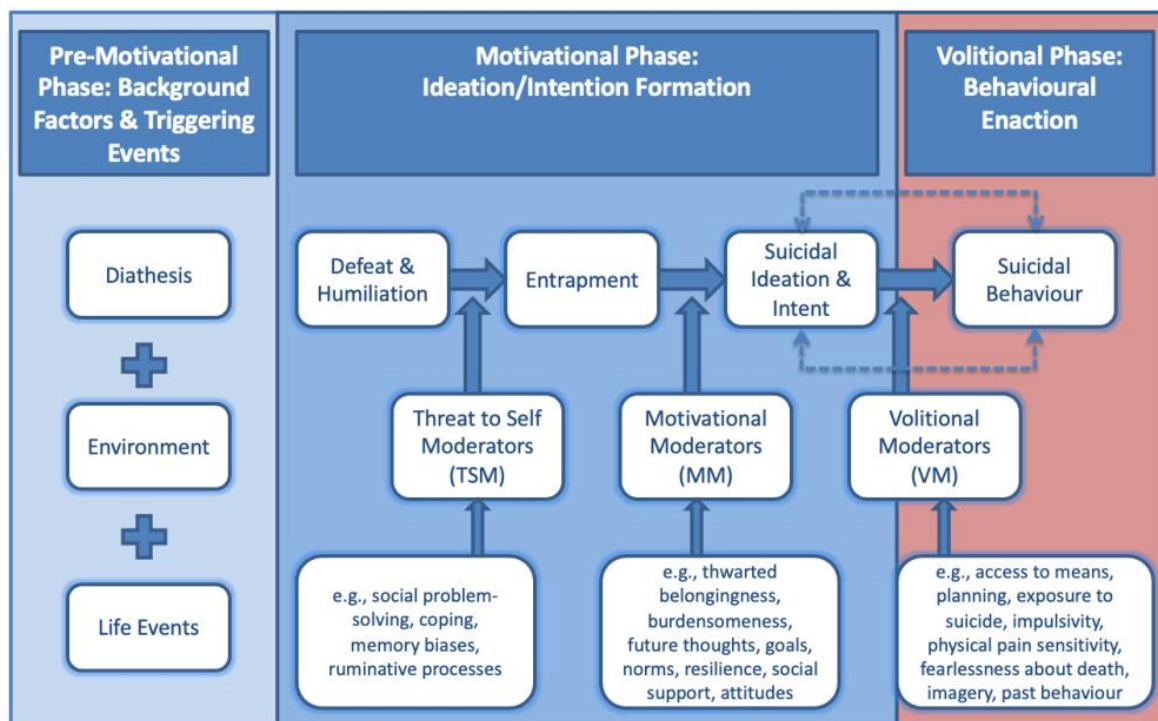 Pre-Motivational
Phase: Background
Factors & Triggering
Events
Motivational Phase:
Ideation/Intention Formation
Volitional Phase:
Behavioural
Enaction
Diathesis
Environment
Life Events
Defeat &
Humiliation
Entrapment
Suicidal
Ideation &
Intent
Suicidal
Behaviour
Threat to Self
Moderators
(TSM)
Motivational
Moderators
(MM)
Volitional
Moderators
(VM)
e.g., social problem-
solving, coping,
memory biases,
ruminative processes
e.g., thwarted
belongingness,
burdensomeness,
future thoughts, goals,
norms, resilience, social
support, attitudes
e.g., access to means,
planning, exposure to
suicide, impulsivity,
physical pain sensitivity,
fearlessness about death,
imagery, past behaviour